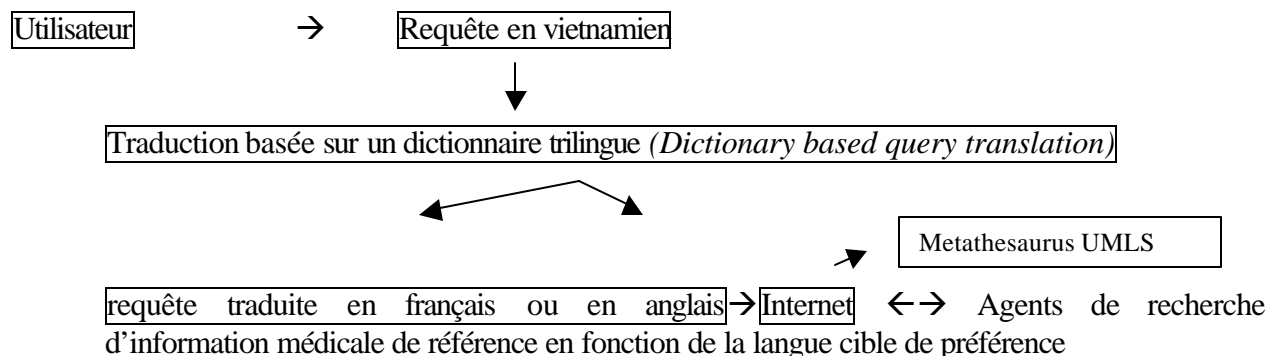 Utilisateur → Requête en vietnamien
Traduction basée sur un dictionnaire trilingue (Dictionary based query translation)
Metathesaurus UMLS
requête traduite en français ou en anglais → Internet ← → Agents de recherche
d'information médicale de référence en fonction de la langue cible de préférence